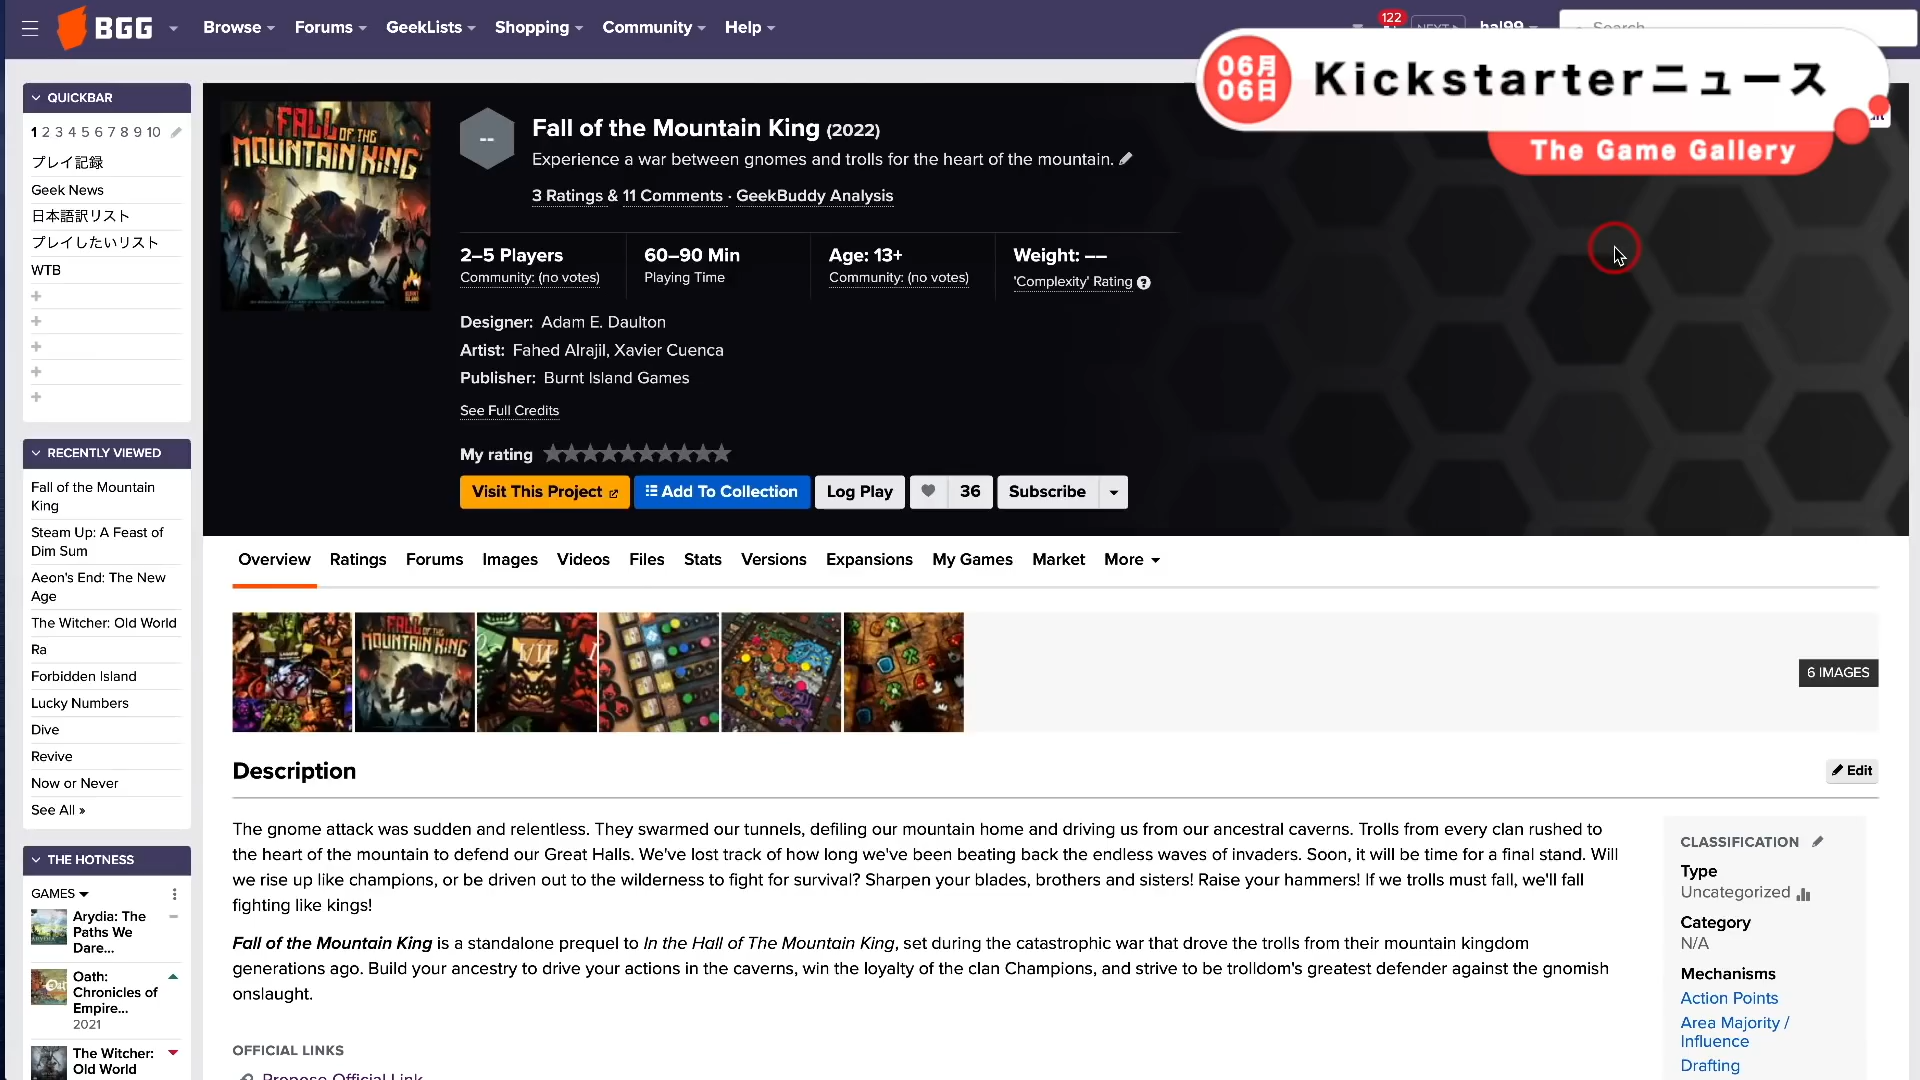 BGG
Browse
Forums
GeekLists
Shopping
Community
Help
122
NEXT
hal99
Search
06月
06日
Kickstarterニュース
The Game Gallery
QUICKBAR
1 2 3 4 5 6 7 8 9 10
プレイ記録
Geek News
日本語訳リスト
プレイしたいリスト
WTB
+
+
+
+
+
RECENTLY VIEWED
Fall of the Mountain
King
Steam Up: A Feast of
Dim Sum
Aeon's End: The New
Age
The Witcher: Old World
Ra
Forbidden Island
Lucky Numbers
Dive
Revive
Now or Never
See All »
THE HOTNESS
GAMES
Arydia: The
Paths We
Dare...
Oath:
Chronicles of
Empire...
2021
The Witcher:
Old World
FALL OF THE
MOUNTAIN KING
--
Fall of the Mountain King (2022)
Experience a war between gnomes and trolls for the heart of the mountain.
3 Ratings & 11 Comments · GeekBuddy Analysis
2–5 Players
Community: (no votes)
60–90 Min
Playing Time
Age: 13+
Community: (no votes)
Weight: --
'Complexity' Rating ?
Designer: Adam E. Daulton
Artist: Fahed Alrajil, Xavier Cuenca
Publisher: Burnt Island Games
See Full Credits
My rating
Visit This Project
Add To Collection
Log Play
36
Subscribe
Overview
Ratings
Forums
Images
Videos
Files
Stats
Versions
Expansions
My Games
Market
More
FALL OF THE
MOUNTAIN KING
VII
6 IMAGES
Description
Edit
The gnome attack was sudden and relentless. They swarmed our tunnels, defiling our mountain home and driving us from our ancestral caverns. Trolls from every clan rushed to
the heart of the mountain to defend our Great Halls. We've lost track of how long we've been beating back the endless waves of invaders. Soon, it will be time for a final stand. Will
we rise up like champions, or be driven out to the wilderness to fight for survival? Sharpen your blades, brothers and sisters! Raise your hammers! If we trolls must fall, we'll fall
fighting like kings!
Fall of the Mountain King is a standalone prequel to In the Hall of The Mountain King, set during the catastrophic war that drove the trolls from their mountain kingdom
generations ago. Build your ancestry to drive your actions in the caverns, win the loyalty of the clan Champions, and strive to be trolldom's greatest defender against the gnomish
onslaught.
OFFICIAL LINKS
Propose Official Link
CLASSIFICATION
Type
Uncategorized
Category
N/A
Mechanisms
Action Points
Area Majority /
Influence
Drafting